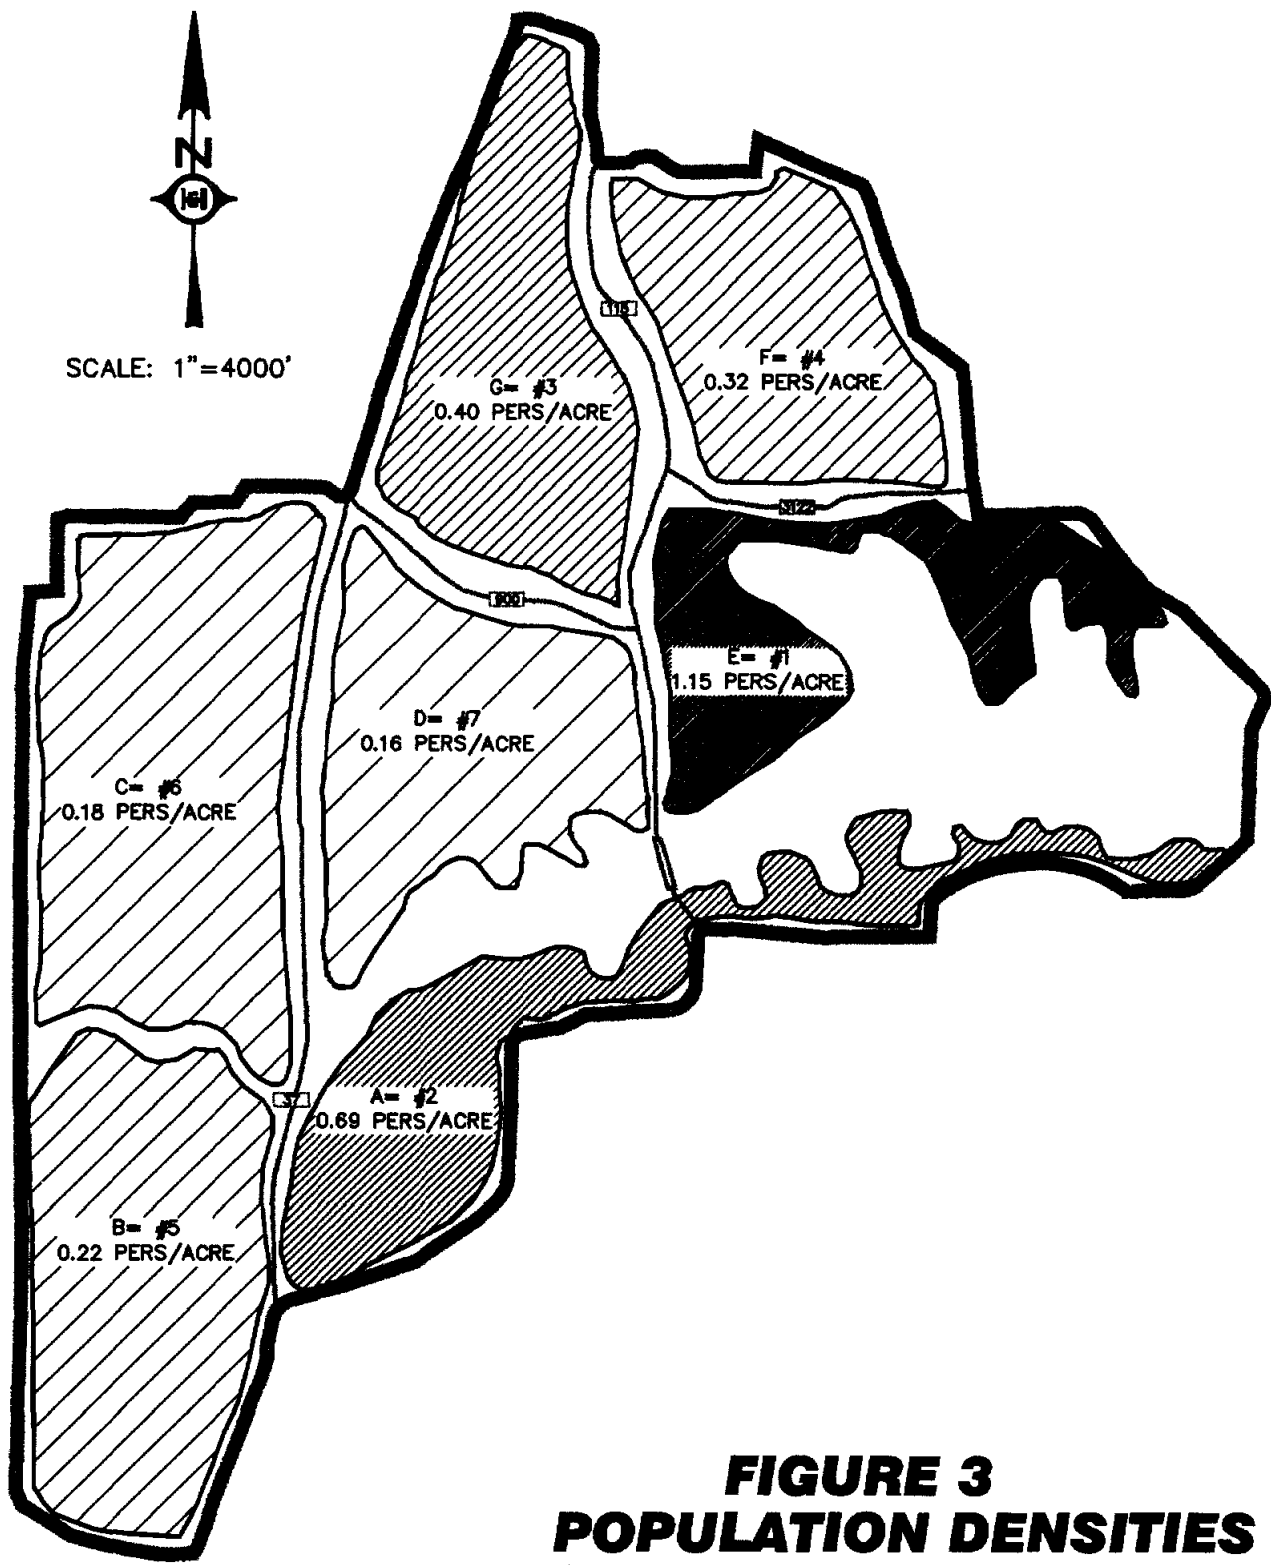 N
SCALE: 1"=4000'
115
F= #4
0.32 PERS/ACRE
G= #3
0.40 PERS/ACRE
3122
900
E= #1
1.15 PERS/ACRE
D= #7
0.16 PERS/ACRE
C= #6
0.18 PERS/ACRE
37
A= #2
0.69 PERS/ACRE
B= #5
0.22 PERS/ACRE
FIGURE 3
POPULATION DENSITIES